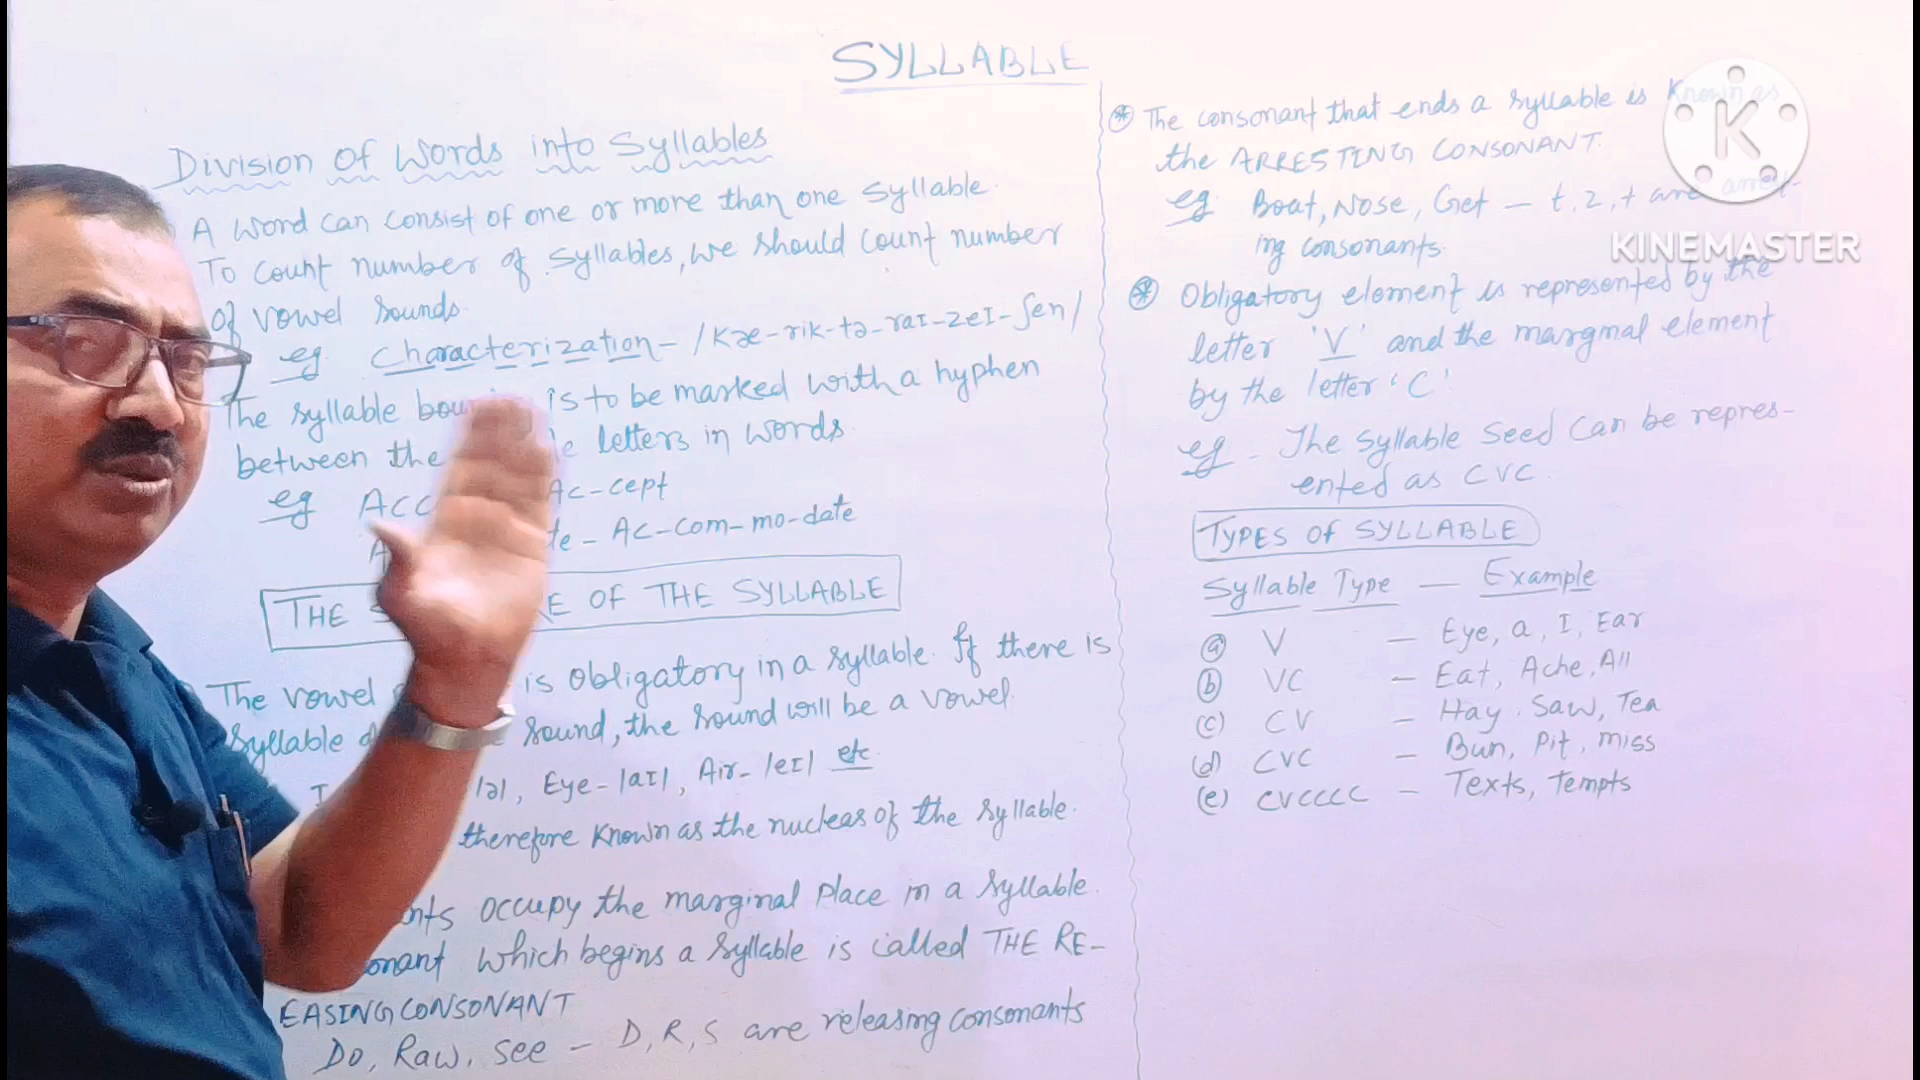 SYLLABLE
Division of Words into Syllables
A word can consist of one or more than one syllable.
To count number of syllables, we should count number
of vowel sounds.
eg characterization - /kæ-rik-tə-raɪ-zeɪ-ʃen/
The syllable is to be marked with a hyphen
between the letters in words
eg Acc Ac-cept
A te - Ac-com-mo-date
THE S RE OF THE SYLLABLE
The vowel is obligatory in a syllable. If there is
syllable sound, the sound will be a vowel.
I /ə/, Eye-/aɪ/, Air-/eɪ/ etc
therefore known as the nucleas of the syllable.
nts occupy the marginal place in a syllable.
onant which begins a syllable is called THE RE-
EASING CONSONANT
Do, Raw, See - D, R, S are releasing consonants
The consonant that ends a syllable is known as
the ARRESTING CONSONANT.
eg Boat, Nose, Get - t, z, t are arrest-
ing consonants.
Obligatory element is represented by the
letter 'V' and the margmal element
by the letter 'C'.
eg - The syllable seed can be repres-
ented as CVC.
TYPES OF SYLLABLE
Syllable Type - Example
(a) V - Eye, a, I, Ear
(b) VC - Eat, Ache, All
(c) CV - Hay, Saw, Tea
(d) CVC - Bun, Pit, Miss
(e) CVCCCC - Texts, Tempts
K
KINEMASTER